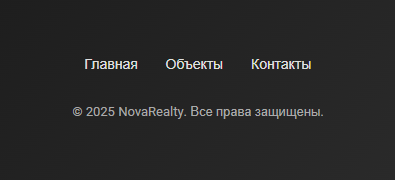 Главная Объекты Контакты
© 2025 NovaRealty. Все права защищены.